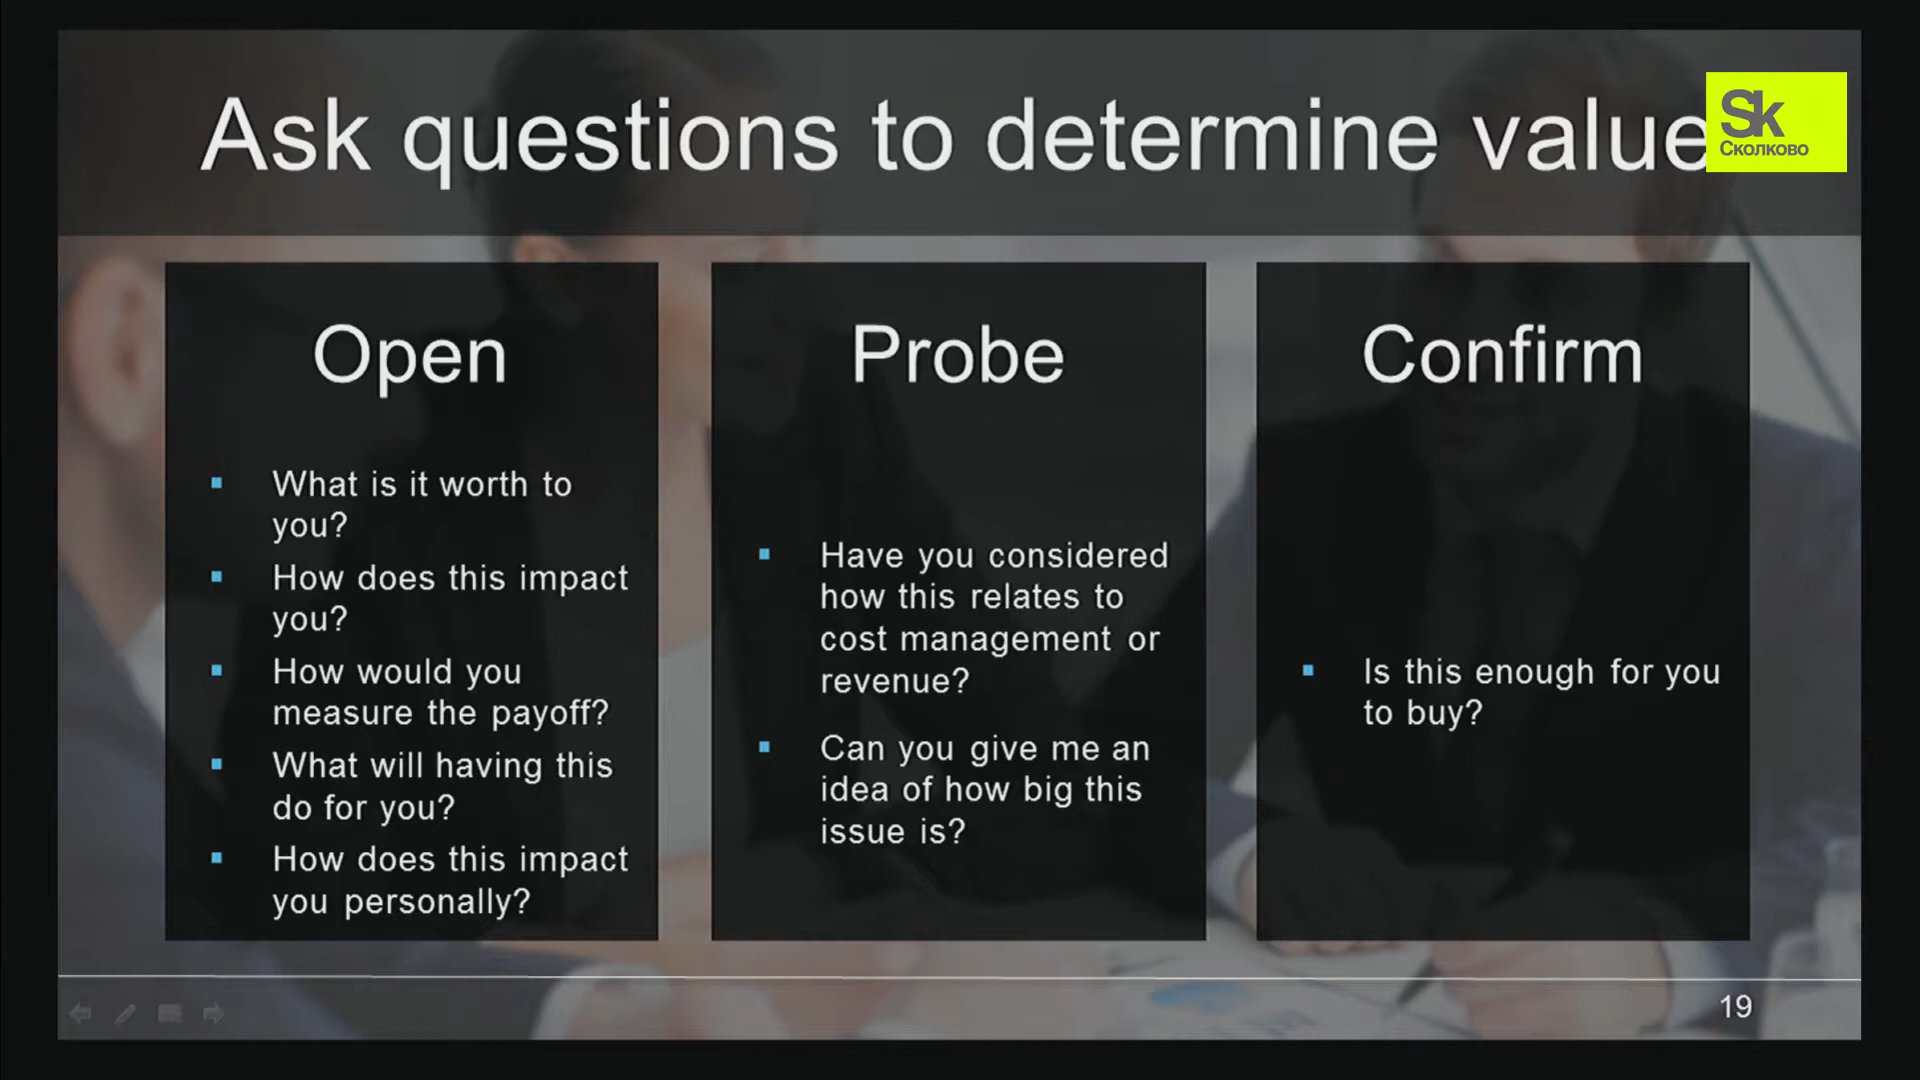 Ask questions to determine value
Sk
Сколково
Open
What is it worth to
you?
How does this impact
you?
How would you
measure the payoff?
What will having this
do for you?
How does this impact
you personally?
Probe
Have you considered
how this relates to
cost management or
revenue?
Can you give me an
idea of how big this
issue is?
Confirm
Is this enough for you
to buy?
19